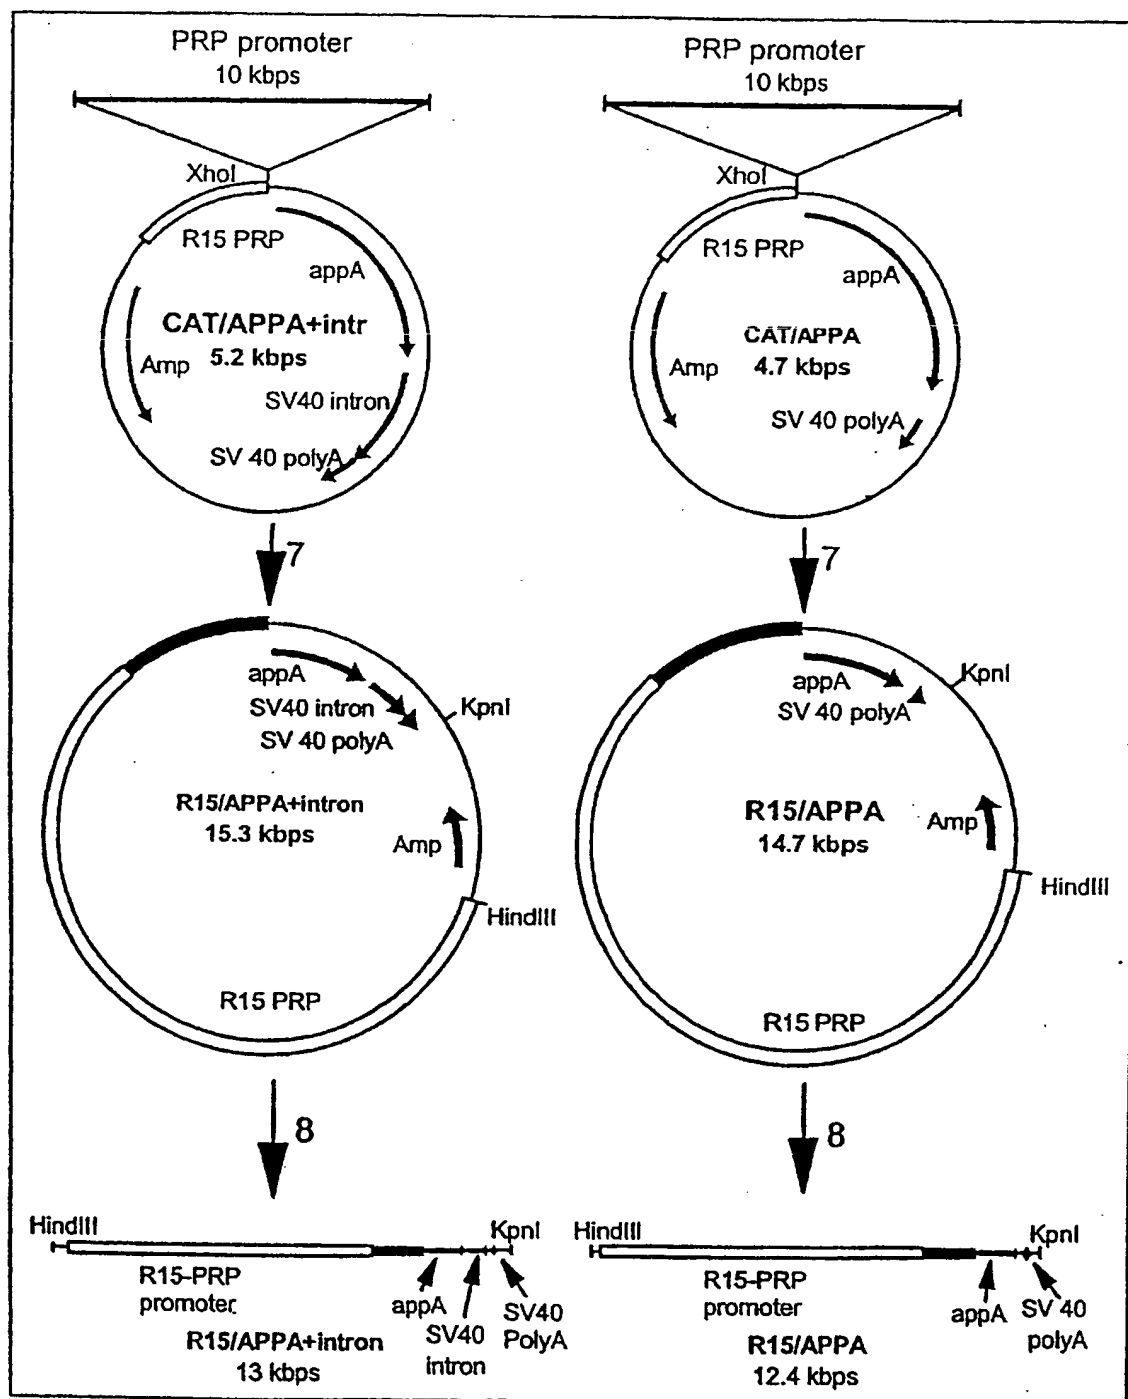 PRP promoter
10 kbps
XhoI
R15 PRP
appA
CAT/APPA+intr
5.2 kbps
Amp
SV40 intron
SV 40 polyA
7
appA
SV40 intron
SV 40 polyA
KpnI
R15/APPA+intron
15.3 kbps
Amp
HindIII
R15 PRP
8
HindIII
KpnI
R15-PRP
promoter
appA
SV40
intron
SV40
PolyA
R15/APPA+intron
13 kbps
PRP promoter
10 kbps
XhoI
R15 PRP
appA
CAT/APPA
4.7 kbps
Amp
SV 40 polyA
7
appA
SV 40 polyA
KpnI
R15/APPA
14.7 kbps
Amp
HindIII
R15 PRP
8
HindIII
KpnI
R15-PRP
promoter
appA
SV 40
polyA
R15/APPA
12.4 kbps